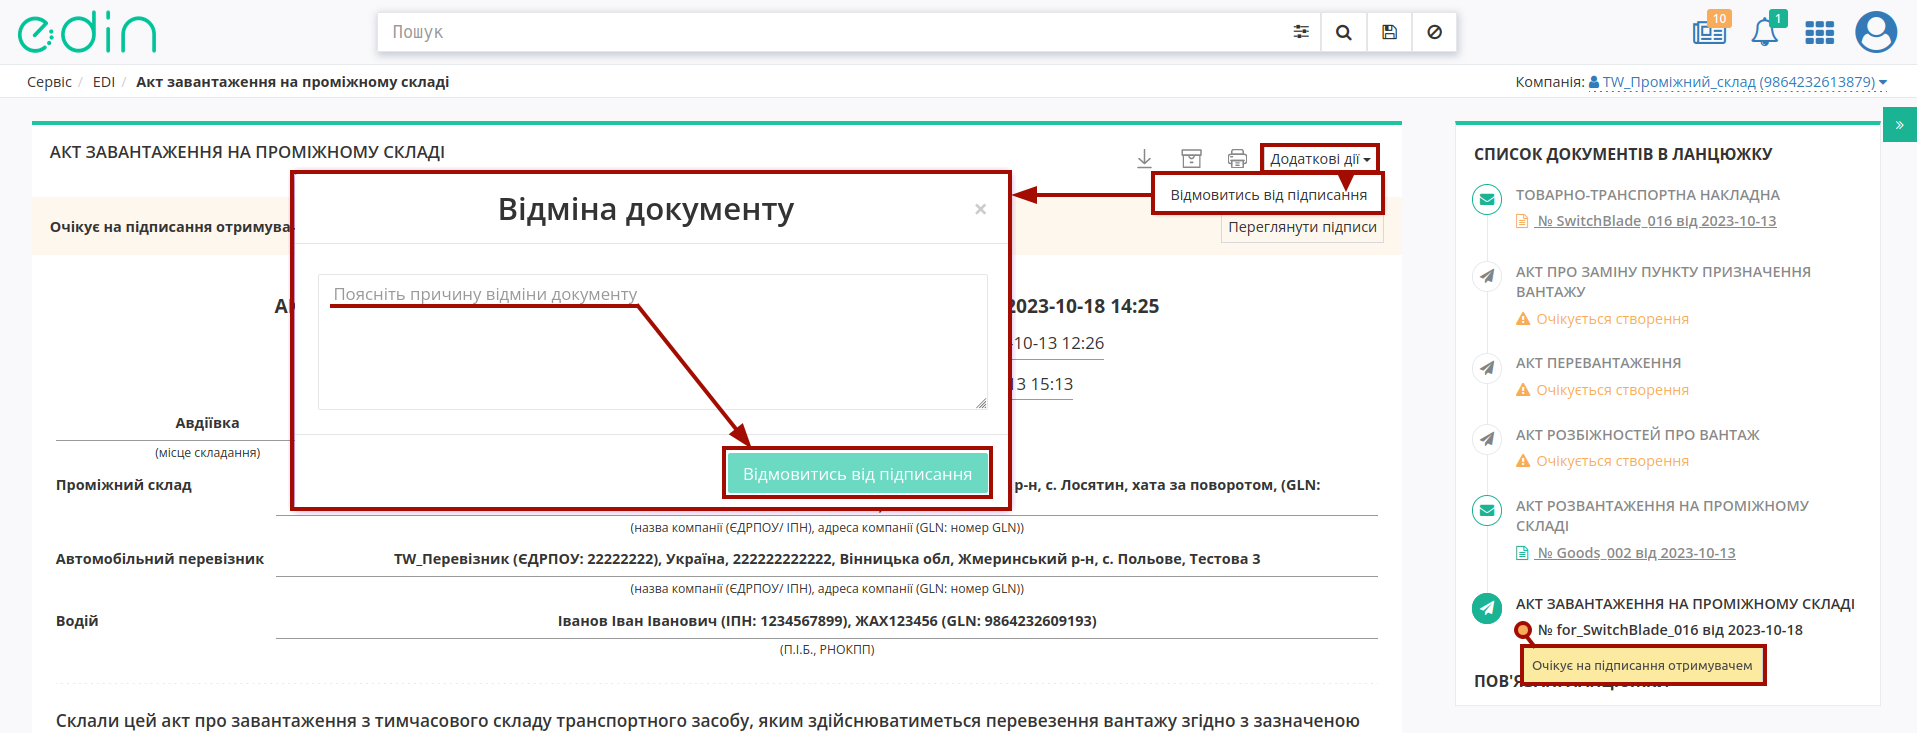 edin
Пошук
10
1
Сервіс / EDI / Акт завантаження на проміжному складі
Компанія: TW_Проміжний_склад (9864232613879)
АКТ ЗАВАНТАЖЕННЯ НА ПРОМІЖНОМУ СКЛАДІ
Додаткові дії
Відмовитись від підписання
Очікує на підписання отримува
Переглянути підписи
Відміна документу
×
Поясніть причину відміни документу
Відмовитись від підписання
2023-10-18 14:25
-10-13 12:26
13 15:13
Авдіївка
(місце складання)
Проміжний склад
р-н, с. Лосятин, хата за поворотом, (GLN:
(назва компанії (ЄДРПОУ/ ІПН), адреса компанії (GLN: номер GLN))
Автомобільний перевізник
TW_Перевізник (ЄДРПОУ: 22222222), Україна, 222222222222, Вінницька обл, Жмеринський р-н, с. Польове, Тестова 3
(назва компанії (ЄДРПОУ/ ІПН), адреса компанії (GLN: номер GLN))
Водій
Іванов Іван Іванович (ІПН: 1234567899), ЖАХ123456 (GLN: 9864232609193)
(П.І.Б., РНОКПП)
Склали цей акт про завантаження з тимчасового складу транспортного засобу, яким здійснюватиметься перевезення вантажу згідно з зазначеною
»
СПИСОК ДОКУМЕНТІВ В ЛАНЦЮЖКУ
ТОВАРНО-ТРАНСПОРТНА НАКЛАДНА
№ SwitchBlade_016 від 2023-10-13
АКТ ПРО ЗАМІНУ ПУНКТУ ПРИЗНАЧЕННЯ
ВАНТАЖУ
Очікується створення
АКТ ПЕРЕВАНТАЖЕННЯ
Очікується створення
АКТ РОЗБІЖНОСТЕЙ ПРО ВАНТАЖ
Очікується створення
АКТ РОЗВАНТАЖЕННЯ НА ПРОМІЖНОМУ
СКЛАДІ
№ Goods_002 від 2023-10-13
АКТ ЗАВАНТАЖЕННЯ НА ПРОМІЖНОМУ СКЛАДІ
№ for_SwitchBlade_016 від 2023-10-18
Очікує на підписання отримувачем